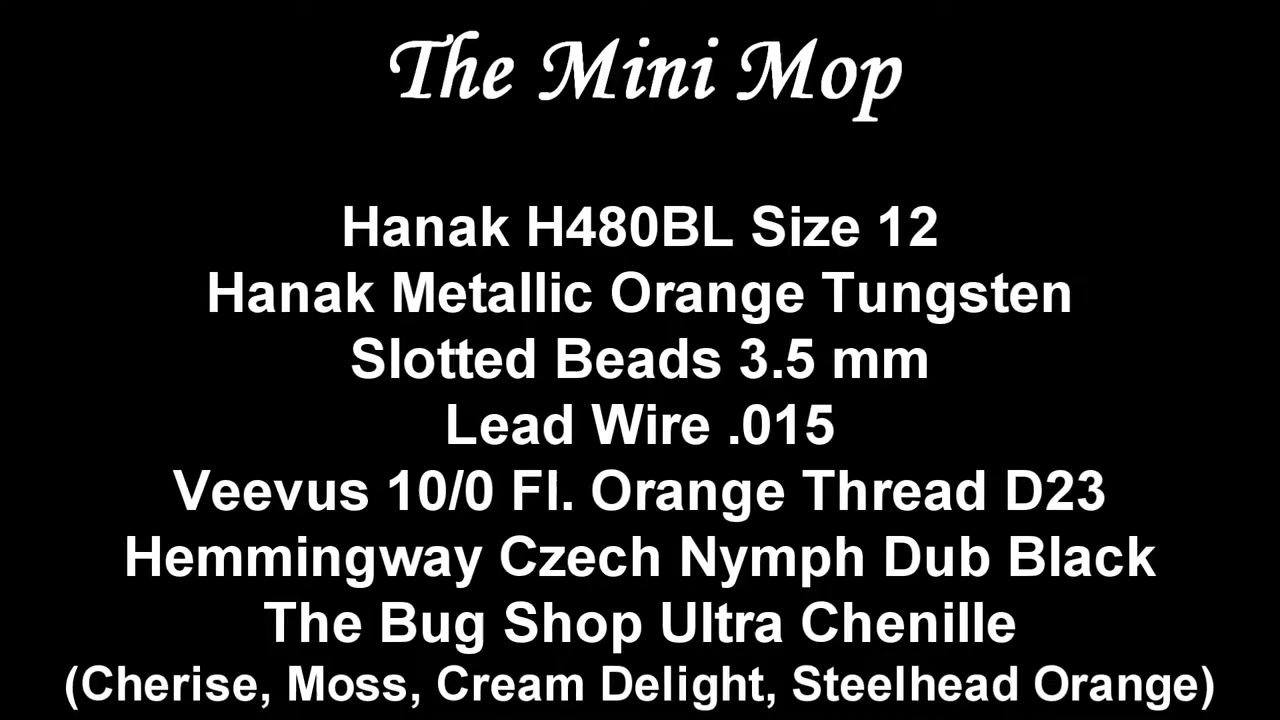 The Mini Mop
Hanak H480BL Size 12
Hanak Metallic Orange Tungsten
Slotted Beads 3.5 mm
Lead Wire .015
Veevus 10/0 Fl. Orange Thread D23
Hemmingway Czech Nymph Dub Black
The Bug Shop Ultra Chenille
(Cherise, Moss, Cream Delight, Steelhead Orange)